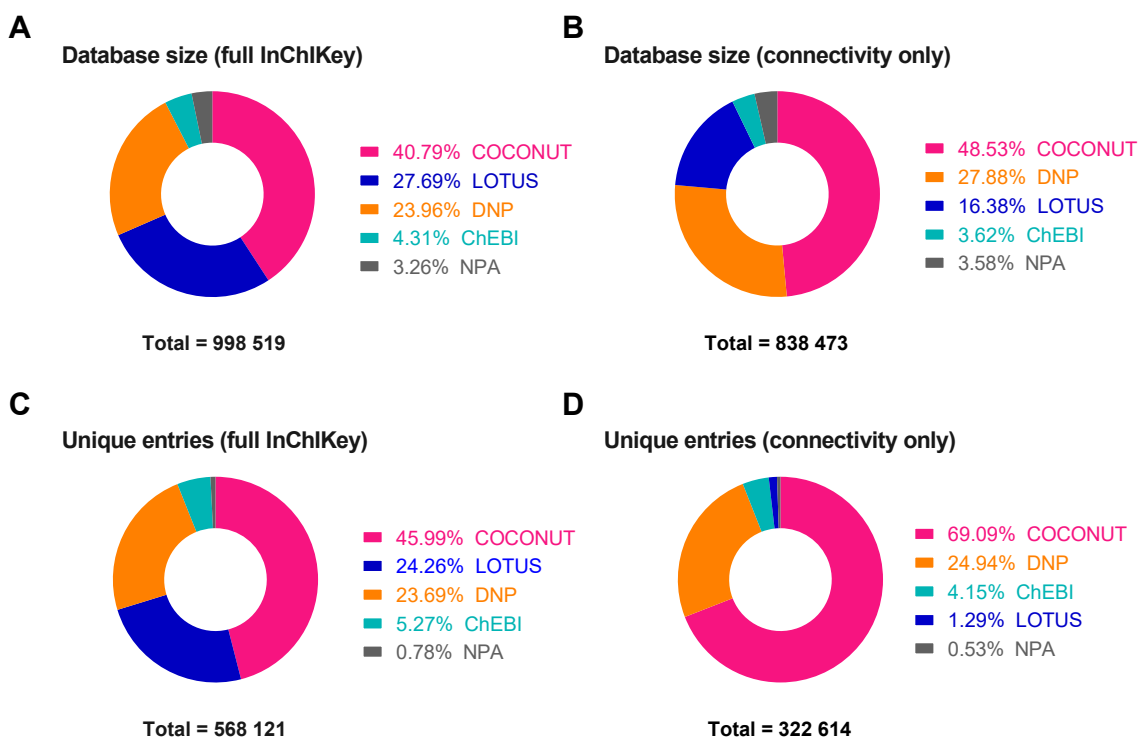 A
Database size (full InChIKey)
40.79% COCONUT
27.69% LOTUS
23.96% DNP
4.31% ChEBI
3.26% NPA
Total = 998 519
B
Database size (connectivity only)
48.53% COCONUT
27.88% DNP
16.38% LOTUS
3.62% ChEBI
3.58% NPA
Total = 838 473
C
Unique entries (full InChIKey)
45.99% COCONUT
24.26% LOTUS
23.69% DNP
5.27% ChEBI
0.78% NPA
Total = 568 121
D
Unique entries (connectivity only)
69.09% COCONUT
24.94% DNP
4.15% ChEBI
1.29% LOTUS
0.53% NPA
Total = 322 614